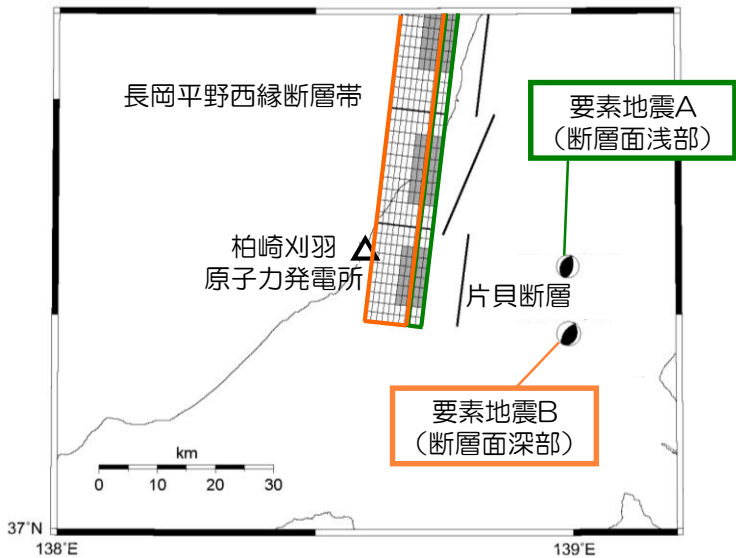 長岡平野西縁断層帯
要素地震A
（断層面浅部）
柏崎刈羽
原子力発電所
片貝断層
要素地震B
（断層面深部）
km
0 10 20 30
37°N
138°E
139°E